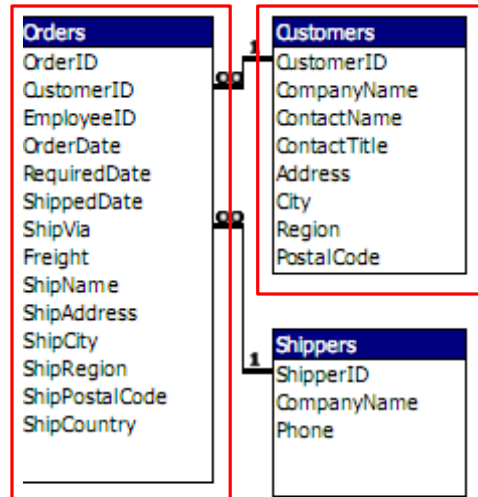 Orders
OrderID
CustomerID
EmployeeID
OrderDate
RequiredDate
ShippedDate
ShipVia
Freight
ShipName
ShipAddress
ShipCity
ShipRegion
ShipPostalCode
ShipCountry
1
∞
Customers
CustomerID
CompanyName
ContactName
ContactTitle
Address
City
Region
PostalCode
∞
1
Shippers
ShipperID
CompanyName
Phone